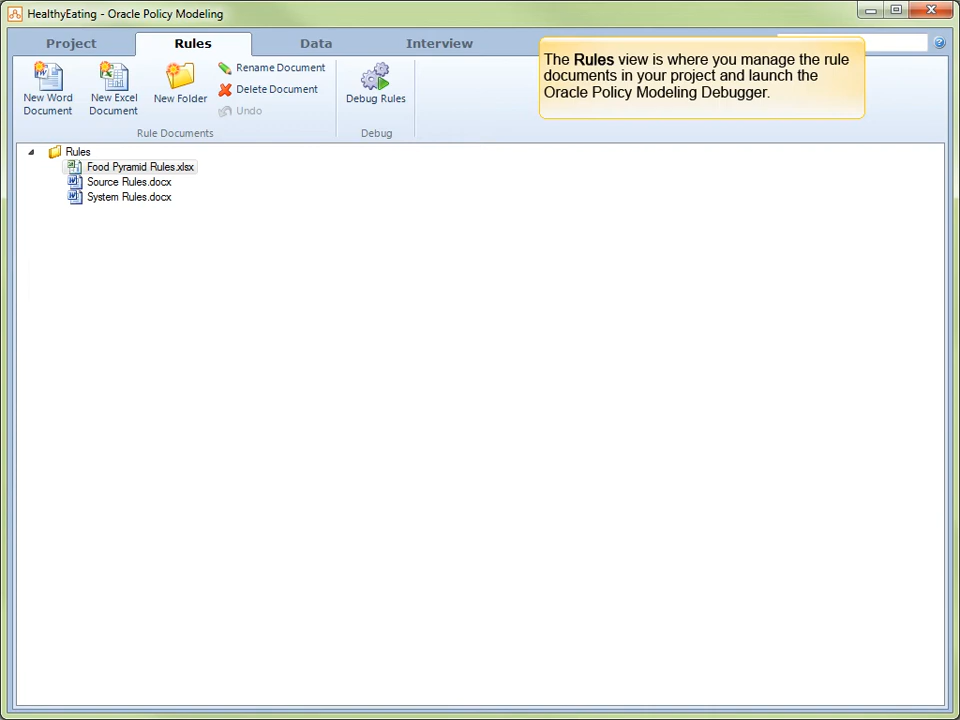 HealthyEating - Oracle Policy Modeling
Project
Rules
Data
Interview
The Rules view is where you manage the rule
documents in your project and launch the
Oracle Policy Modeling Debugger.
New Word
Document
New Excel
Document
New Folder
Rename Document
Delete Document
Undo
Debug Rules
Rule Documents
Debug
Rules
Food Pyramid Rules.xlsx
Source Rules.docx
System Rules.docx